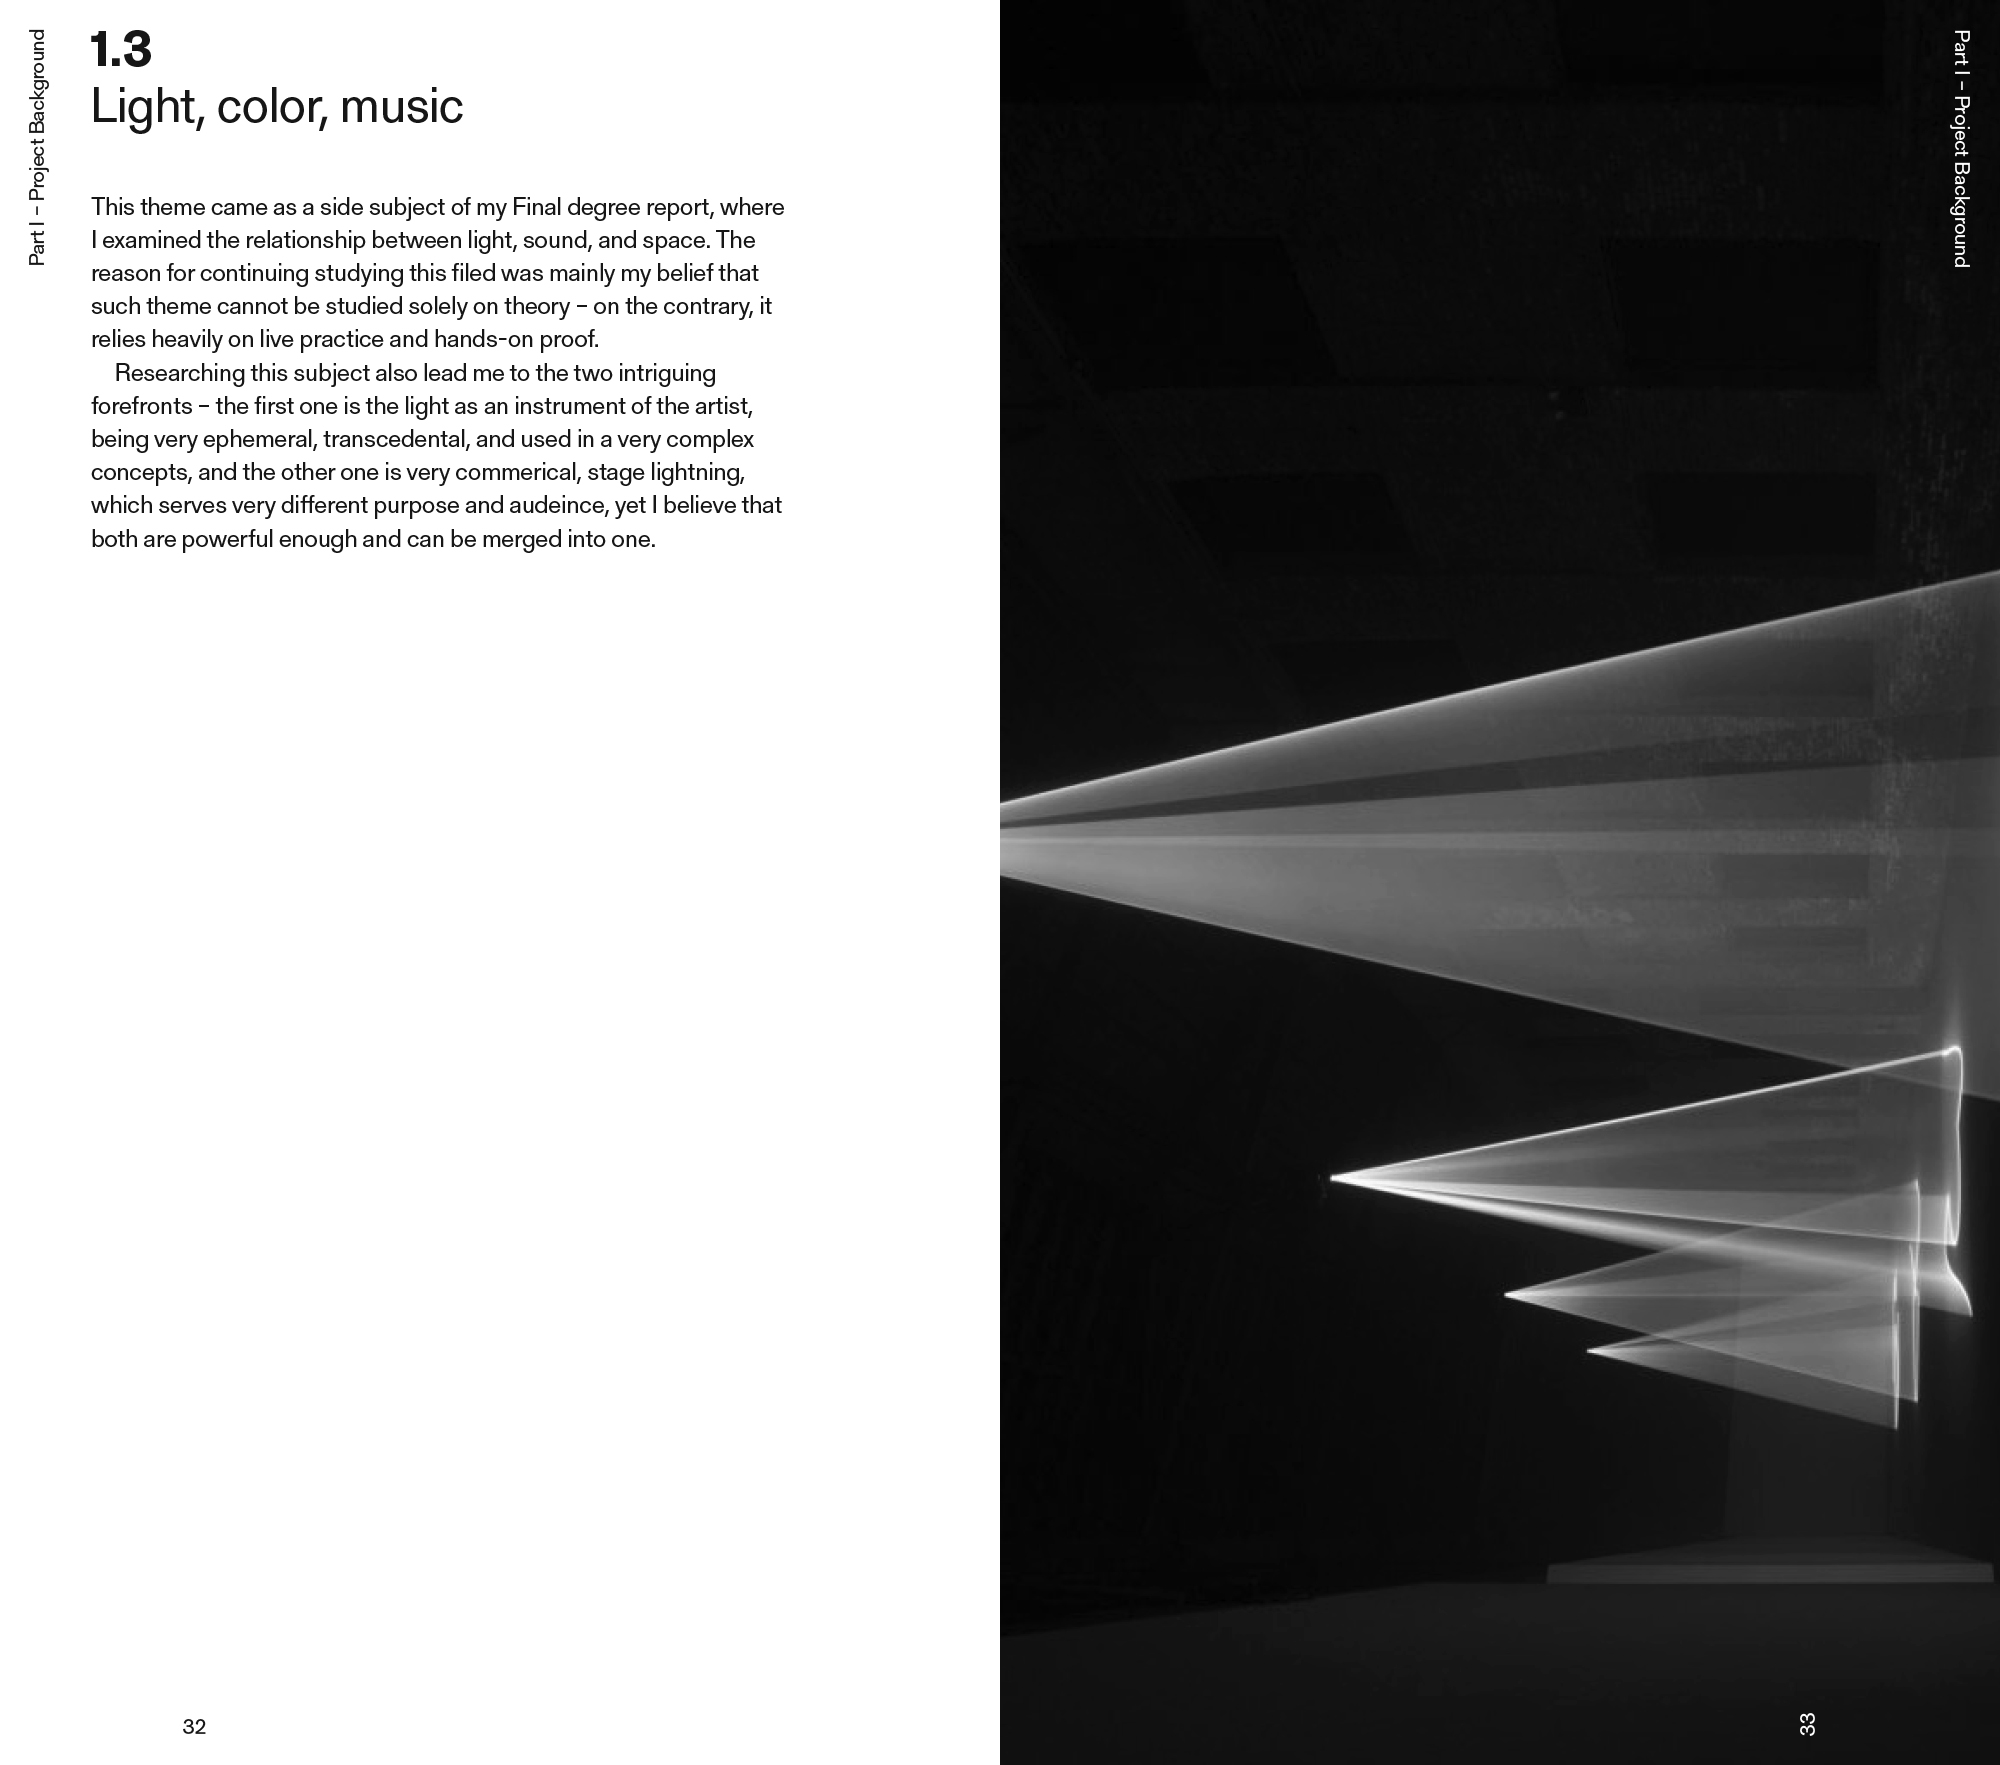 Part I – Project Background
1.3
Light, color, music
This theme came as a side subject of my Final degree report, where
I examined the relationship between light, sound, and space. The
reason for continuing studying this filed was mainly my belief that
such theme cannot be studied solely on theory – on the contrary, it
relies heavily on live practice and hands-on proof.
Researching this subject also lead me to the two intriguing
forefronts – the first one is the light as an instrument of the artist,
being very ephemeral, transcedental, and used in a very complex
concepts, and the other one is very commerical, stage lightning,
which serves very different purpose and audeince, yet I believe that
both are powerful enough and can be merged into one.
32
Part I – Project Background
33